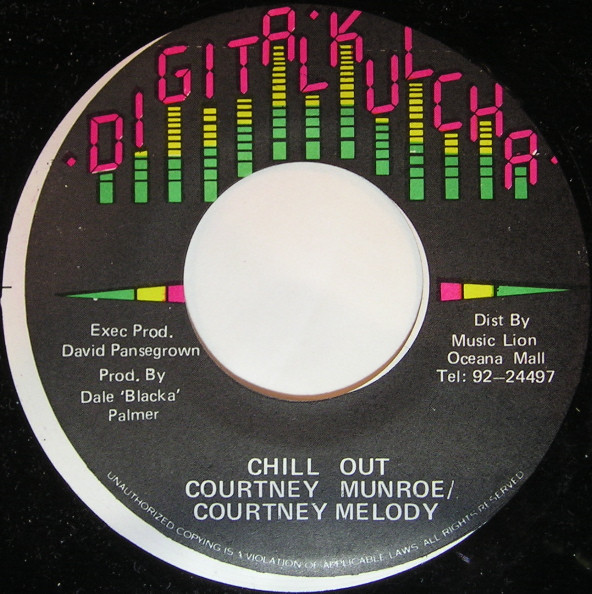 DIGITAL KULCHA
Exec Prod.
David Pansegrown
Prod. By
Dale 'Blacka'
Palmer
Dist By
Music Lion
Oceana Mall
Tel: 92-24497
CHILL OUT
COURTNEY MUNROE/
COURTNEY MELODY
UNAUTHORIZED COPYING IS A VIOLATION OF APPLICABLE LAWS. ALL RIGHTS RESERVED